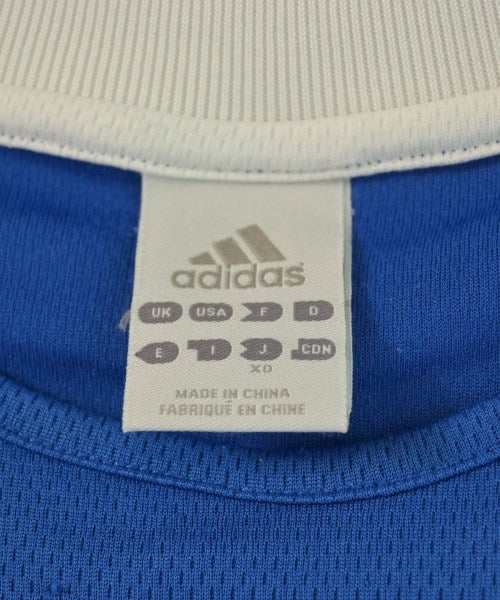 adidas
UK USA F D
E I J CDN
XO
MADE IN CHINA
FABRIQUÉ EN CHINE